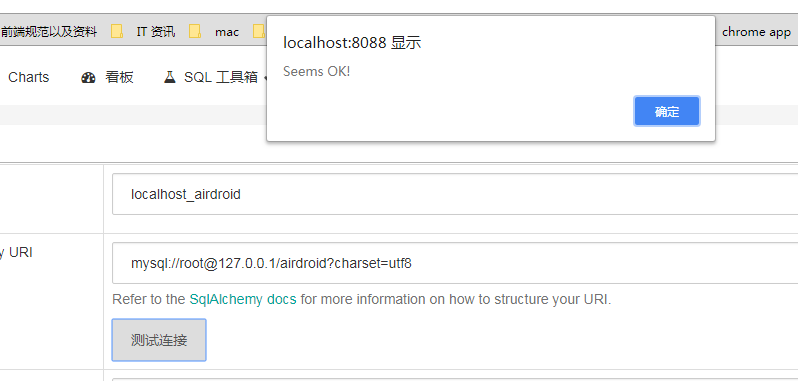 前端规范以及资料 IT 资讯 mac chrome app
localhost:8088 显示
Seems OK!
确定
Charts 看板 SQL 工具箱
localhost_airdroid
y URI
mysql://root@127.0.0.1/airdroid?charset=utf8
Refer to the SqlAlchemy docs for more information on how to structure your URI.
测试连接